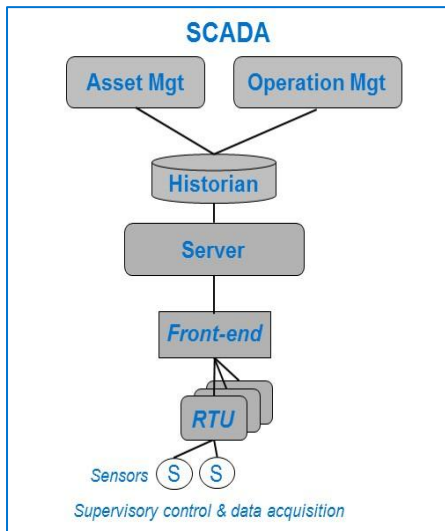 SCADA
Asset Mgt
Operation Mgt
Historian
Server
Front-end
RTU
Sensors S S
Supervisory control & data acquisition